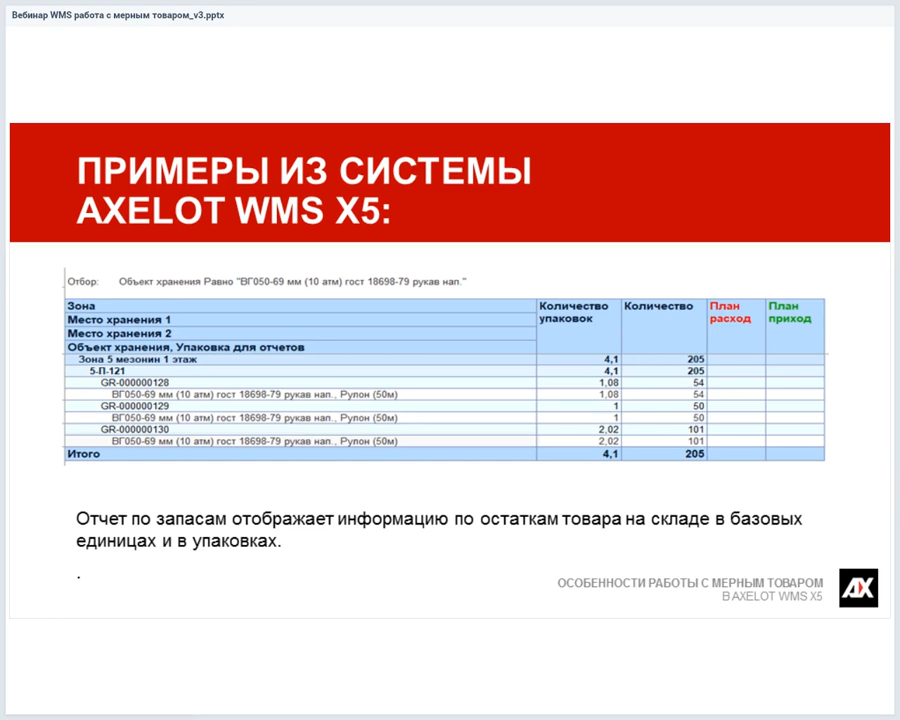 Вебинар WMS работа с мерным товаром_v3.pptx
ПРИМЕРЫ ИЗ СИСТЕМЫ
AXELOT WMS X5:
Отбор: Объект хранения Равно "ВГ050-69 мм (10 атм) гост 18698-79 рукав нап."
Зона Количество упаковок Количество План расход План приход
Место хранения 1
Место хранения 2
Объект хранения, Упаковка для отчетов
Зона 5 мезонин 1 этаж 4,1 205
5-П-121 4,1 205
GR-000000128 1,08 54
ВГ050-69 мм (10 атм) гост 18698-79 рукав нап., Рулон (50м) 1,08 54
GR-000000129 1 50
ВГ050-69 мм (10 атм) гост 18698-79 рукав нап., Рулон (50м) 1 50
GR-000000130 2,02 101
ВГ050-69 мм (10 атм) гост 18698-79 рукав нап., Рулон (50м) 2,02 101
Итого 4,1 205
Отчет по запасам отображает информацию по остаткам товара на складе в базовых
единицах и в упаковках.
.
ОСОБЕННОСТИ РАБОТЫ С МЕРНЫМ ТОВАРОМ
В AXELOT WMS X5
AX